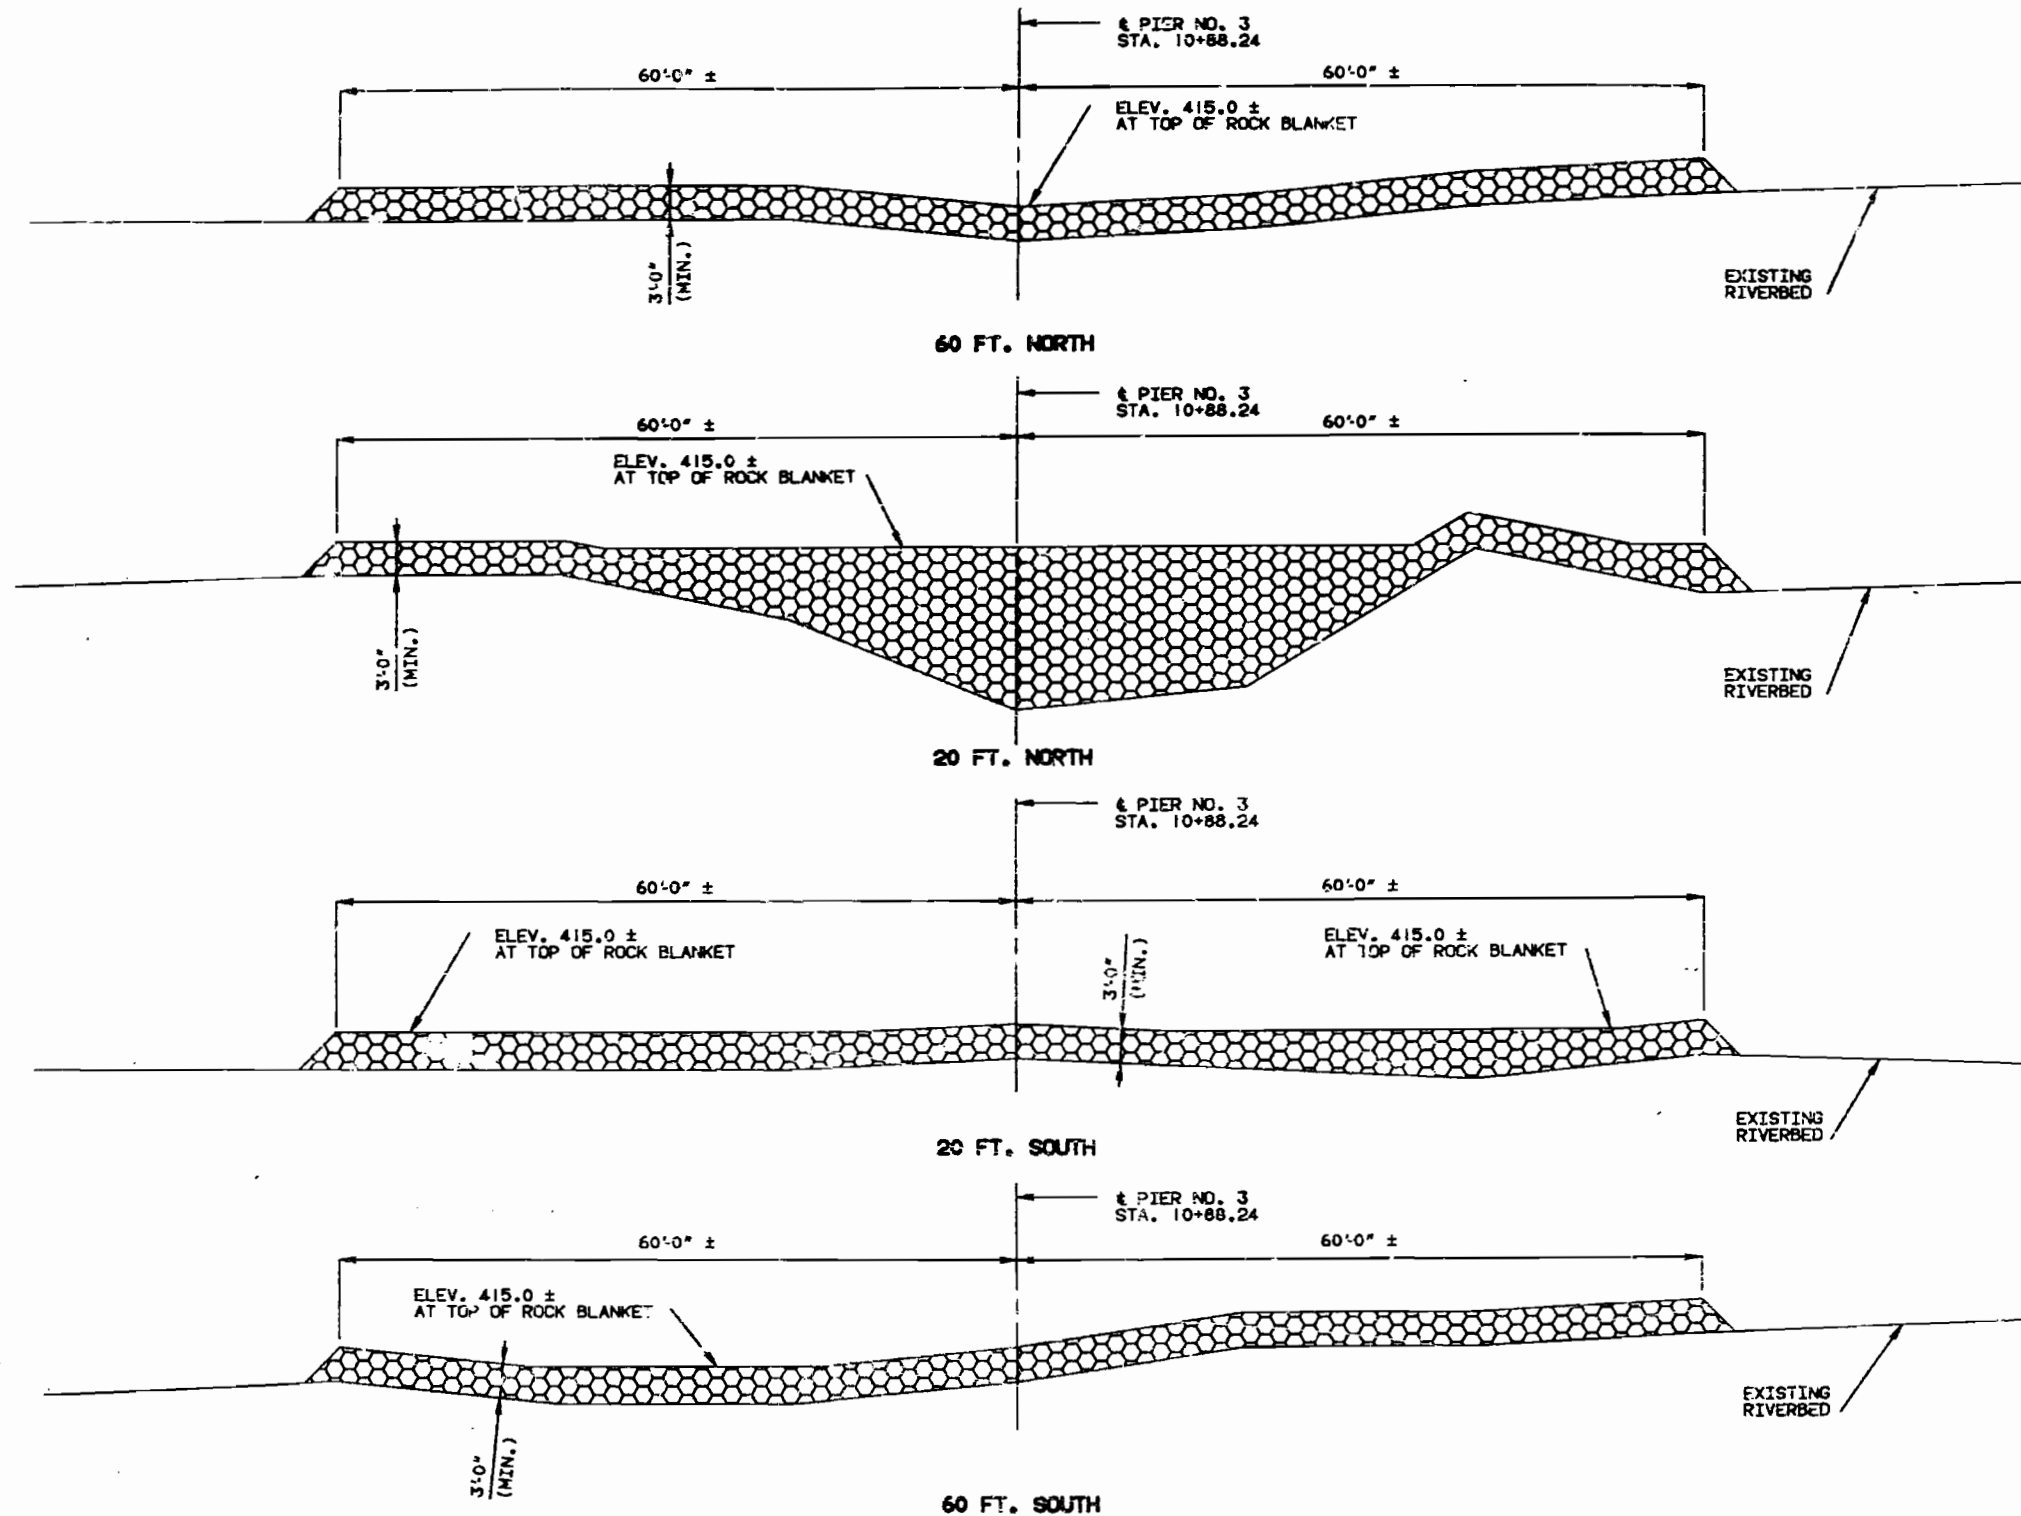 ℄ PIER NO. 3
STA. 10+88.24
60'-0" ±
60'-0" ±
ELEV. 415.0 ±
AT TOP OF ROCK BLANKET
3'-0"
(MIN.)
EXISTING
RIVERBED
60 FT. NORTH
℄ PIER NO. 3
STA. 10+88.24
60'-0" ±
60'-0" ±
ELEV. 415.0 ±
AT TOP OF ROCK BLANKET
3'-0"
(MIN.)
EXISTING
RIVERBED
20 FT. NORTH
℄ PIER NO. 3
STA. 10+88.24
60'-0" ±
60'-0" ±
ELEV. 415.0 ±
AT TOP OF ROCK BLANKET
3'-0"
(MIN.)
ELEV. 415.0 ±
AT TOP OF ROCK BLANKET
EXISTING
RIVERBED
20 FT. SOUTH
℄ PIER NO. 3
STA. 10+88.24
60'-0" ±
60'-0" ±
ELEV. 415.0 ±
AT TOP OF ROCK BLANKET
3'-0"
(MIN.)
EXISTING
RIVERBED
60 FT. SOUTH